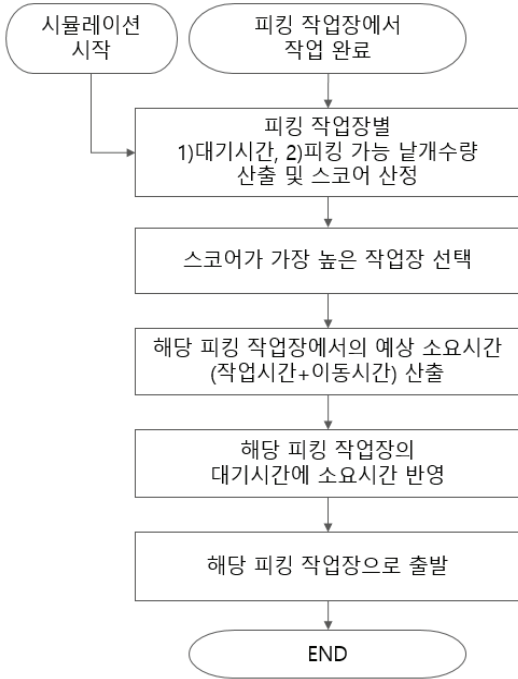 시뮬레이션
시작
피킹 작업장에서
작업 완료
피킹 작업장별
1)대기시간, 2)피킹 가능 낱개수량
산출 및 스코어 산정
스코어가 가장 높은 작업장 선택
해당 피킹 작업장에서의 예상 소요시간
(작업시간+이동시간) 산출
해당 피킹 작업장의
대기시간에 소요시간 반영
해당 피킹 작업장으로 출발
END